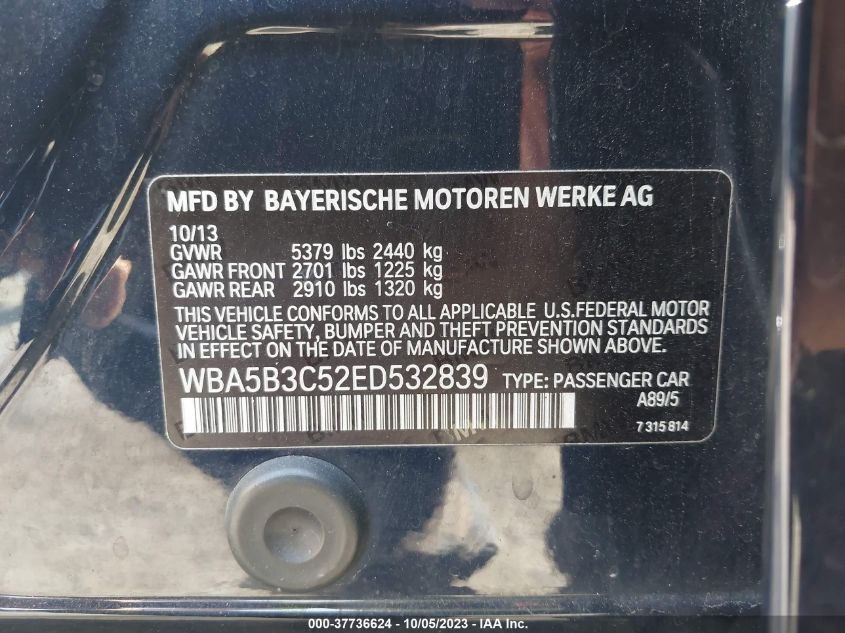 MFD BY BAYERISCHE MOTOREN WERKE AG
10/13
GVWR 5379 lbs 2440 kg
GAWR FRONT 2701 lbs 1225 kg
GAWR REAR 2910 lbs 1320 kg
THIS VEHICLE CONFORMS TO ALL APPLICABLE U.S.FEDERAL MOTOR
VEHICLE SAFETY, BUMPER AND THEFT PREVENTION STANDARDS
IN EFFECT ON THE DATE OF MANUFACTURE SHOWN ABOVE.
WBA5B3C52ED532839 TYPE: PASSENGER CAR
A89/5
7 315 814
000-37736624 - 10/05/2023 - IAA Inc.